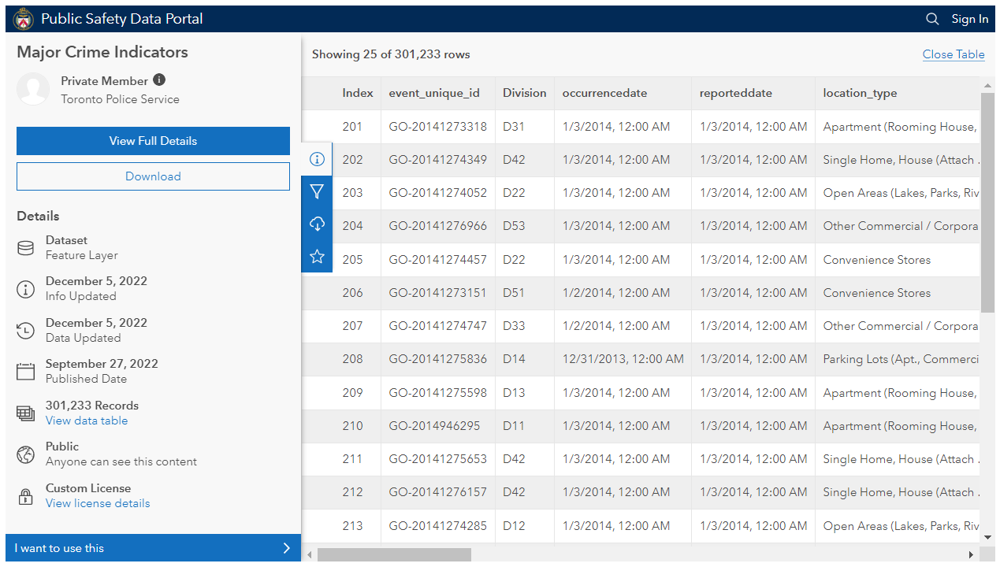 Public Safety Data Portal
Sign In
Major Crime Indicators
Private Member
Toronto Police Service
View Full Details
Download
Details
Dataset
Feature Layer
December 5, 2022
Info Updated
December 5, 2022
Data Updated
September 27, 2022
Published Date
301,233 Records
View data table
Public
Anyone can see this content
Custom License
View license details
I want to use this
Showing 25 of 301,233 rows
Close Table
Index event_unique_id Division occurrencedate reporteddate location_type
201 GO-20141273318 D31 1/3/2014, 12:00 AM 1/3/2014, 12:00 AM Apartment (Rooming House,
202 GO-20141274349 D42 1/3/2014, 12:00 AM 1/3/2014, 12:00 AM Single Home, House (Attach .
203 GO-20141274052 D22 1/3/2014, 12:00 AM 1/3/2014, 12:00 AM Open Areas (Lakes, Parks, Riv
204 GO-20141276966 D53 1/3/2014, 12:00 AM 1/3/2014, 12:00 AM Other Commercial / Corpora
205 GO-20141274457 D22 1/3/2014, 12:00 AM 1/3/2014, 12:00 AM Convenience Stores
206 GO-20141273151 D51 1/2/2014, 12:00 AM 1/3/2014, 12:00 AM Convenience Stores
207 GO-20141274747 D33 1/2/2014, 12:00 AM 1/3/2014, 12:00 AM Other Commercial / Corpora
208 GO-20141275836 D14 12/31/2013, 12:00 AM 1/3/2014, 12:00 AM Parking Lots (Apt., Commerci
209 GO-20141275598 D13 1/3/2014, 12:00 AM 1/3/2014, 12:00 AM Apartment (Rooming House,
210 GO-2014946295 D11 1/3/2014, 12:00 AM 1/3/2014, 12:00 AM Apartment (Rooming House,
211 GO-20141275653 D42 1/3/2014, 12:00 AM 1/3/2014, 12:00 AM Single Home, House (Attach .
212 GO-20141276157 D42 1/3/2014, 12:00 AM 1/3/2014, 12:00 AM Single Home, House (Attach .
213 GO-20141274285 D12 1/3/2014, 12:00 AM 1/3/2014, 12:00 AM Open Areas (Lakes, Parks, Riv